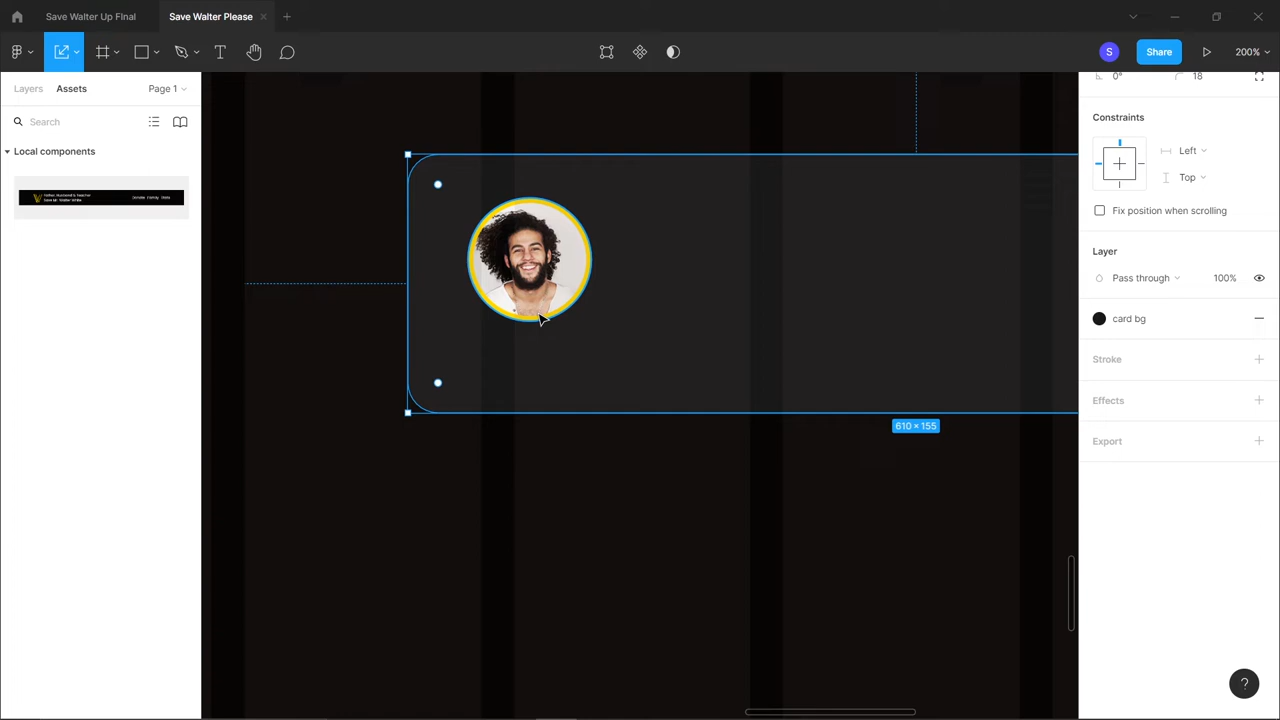 Save Walter Up FInal
Save Walter Please
S
Share
200%
Layers
Assets
Page 1
0°
18
Search
Constraints
Local components
Left
Top
Fix position when scrolling
Layer
Pass through
100%
card bg
Stroke
Effects
610 × 155
Export
?